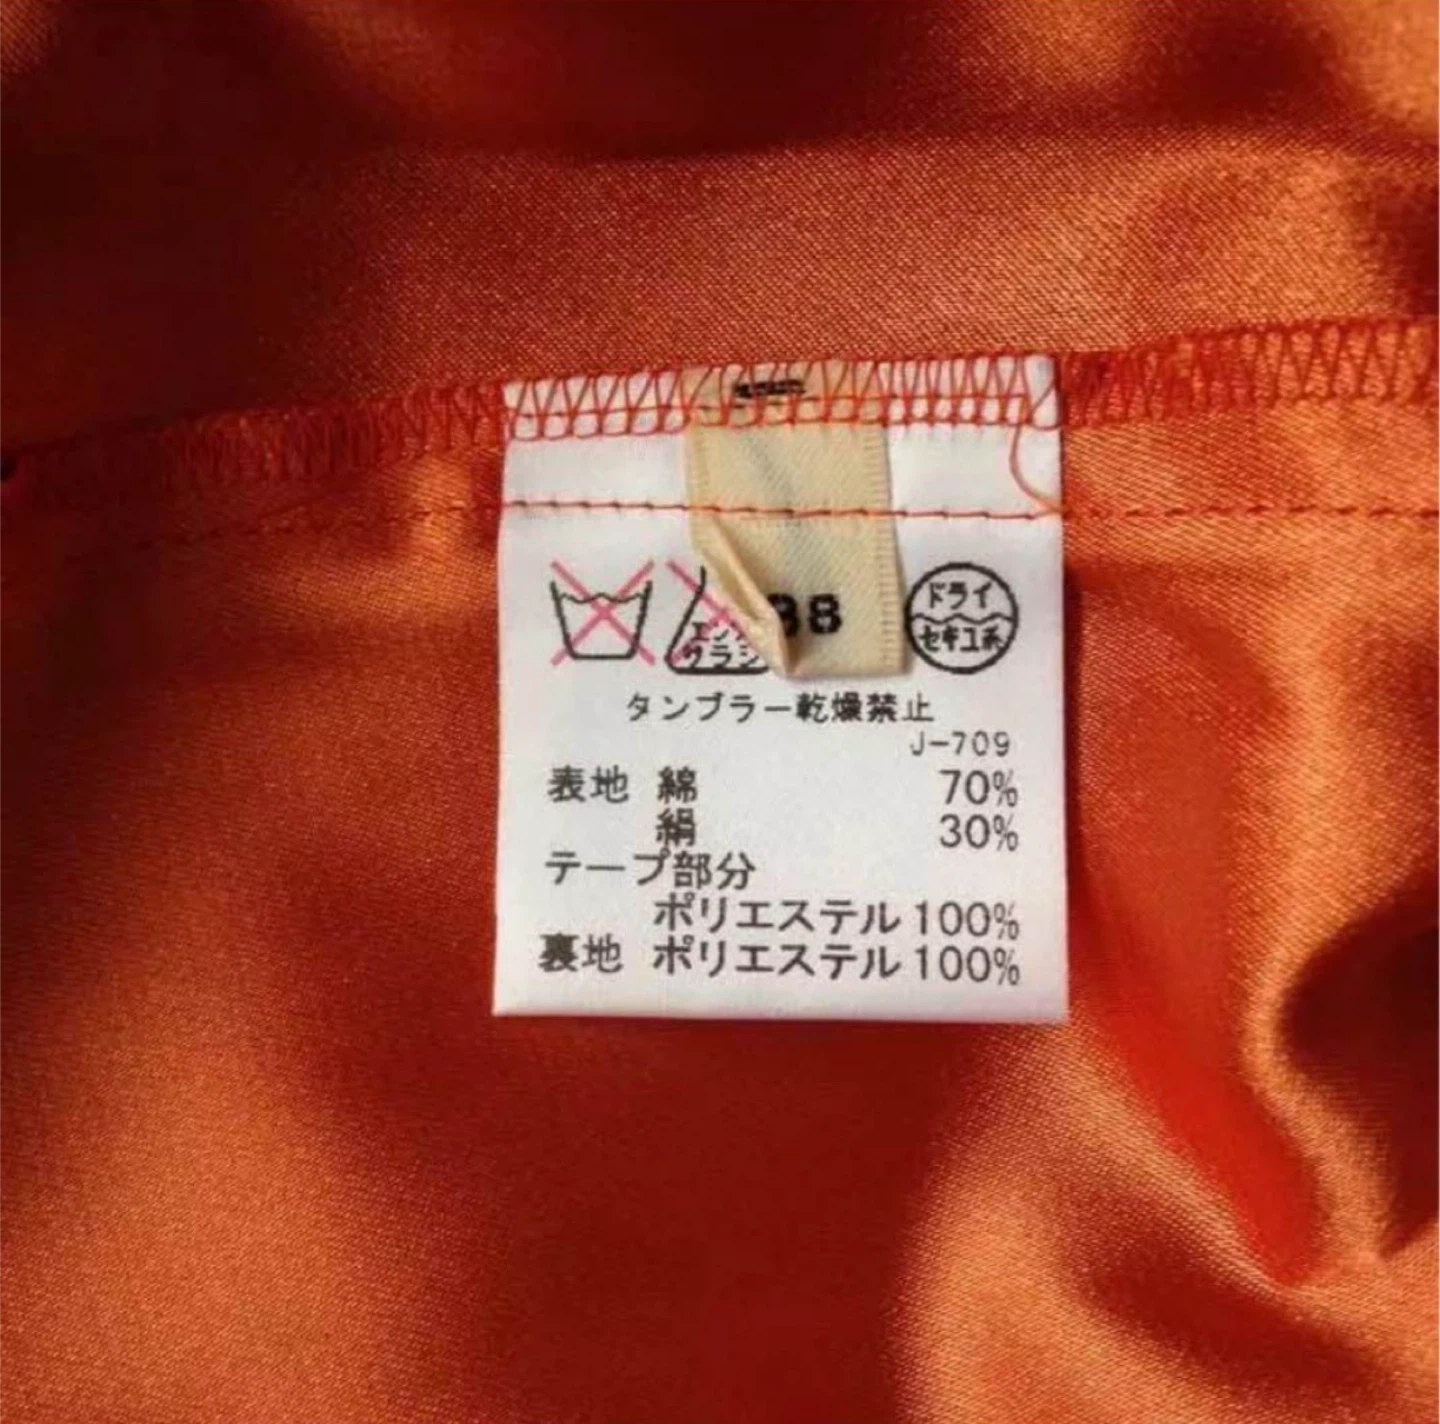 38
ドライ
セキユ系
タンブラー乾燥禁止
J-709
表地 綿 70%
絹 30%
テープ部分
ポリエステル 100%
裏地 ポリエステル 100%